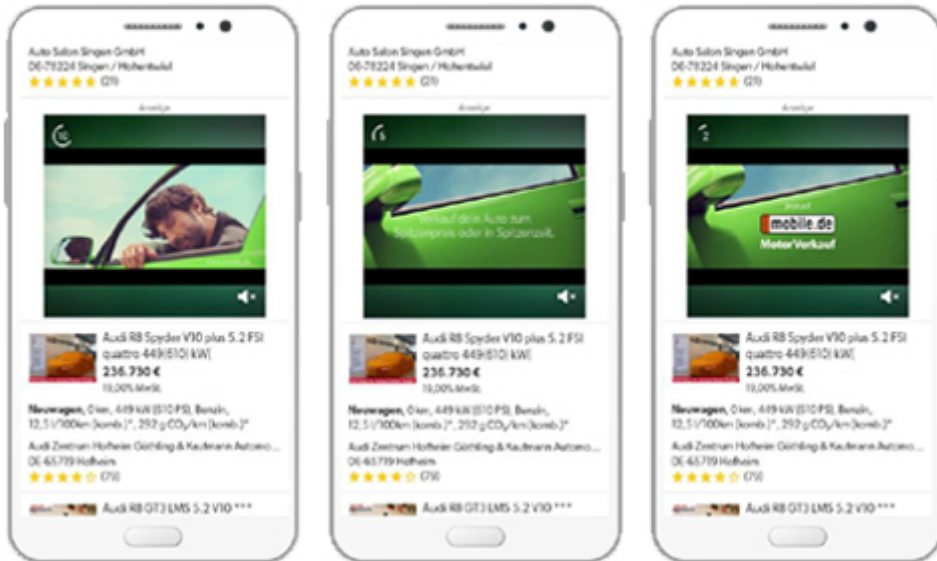 Auto Salon Singen GmbH
DE-78224 Singen / Hohentwiel
(21)
Anzeige
10
Audi R8 Spyder V10 plus 5.2 FSI
quattro 449(610) kW(
236.730 €
19,00% MwSt.
Neuwagen, 0 km, 449 kW (610 PS), Benzin,
12,5 l/100km (komb.)*, 292 g CO₂/km (komb.)*
Audi Zentrum Hofheim Göthling & Kaufmann Automo...
DE-65719 Hofheim
(79)
Audi R8 GT3 LMS 5.2 V10 ***
Auto Salon Singen GmbH
DE-78224 Singen / Hohentwiel
(21)
Anzeige
5
Verkauf dein Auto zum
Spitzenpreis oder in Spitzenzeit.
Audi R8 Spyder V10 plus 5.2 FSI
quattro 449(610) kW(
236.730 €
19,00% MwSt.
Neuwagen, 0 km, 449 kW (610 PS), Benzin,
12,5 l/100km (komb.)*, 292 g CO₂/km (komb.)*
Audi Zentrum Hofheim Göthling & Kaufmann Automo...
DE-65719 Hofheim
(79)
Audi R8 GT3 LMS 5.2 V10 ***
Auto Salon Singen GmbH
DE-78224 Singen / Hohentwiel
(21)
Anzeige
2
mobile.de
MotorVerkauf
Audi R8 Spyder V10 plus 5.2 FSI
quattro 449(610) kW(
236.730 €
19,00% MwSt.
Neuwagen, 0 km, 449 kW (610 PS), Benzin,
12,5 l/100km (komb.)*, 292 g CO₂/km (komb.)*
Audi Zentrum Hofheim Göthling & Kaufmann Automo...
DE-65719 Hofheim
(79)
Audi R8 GT3 LMS 5.2 V10 ***